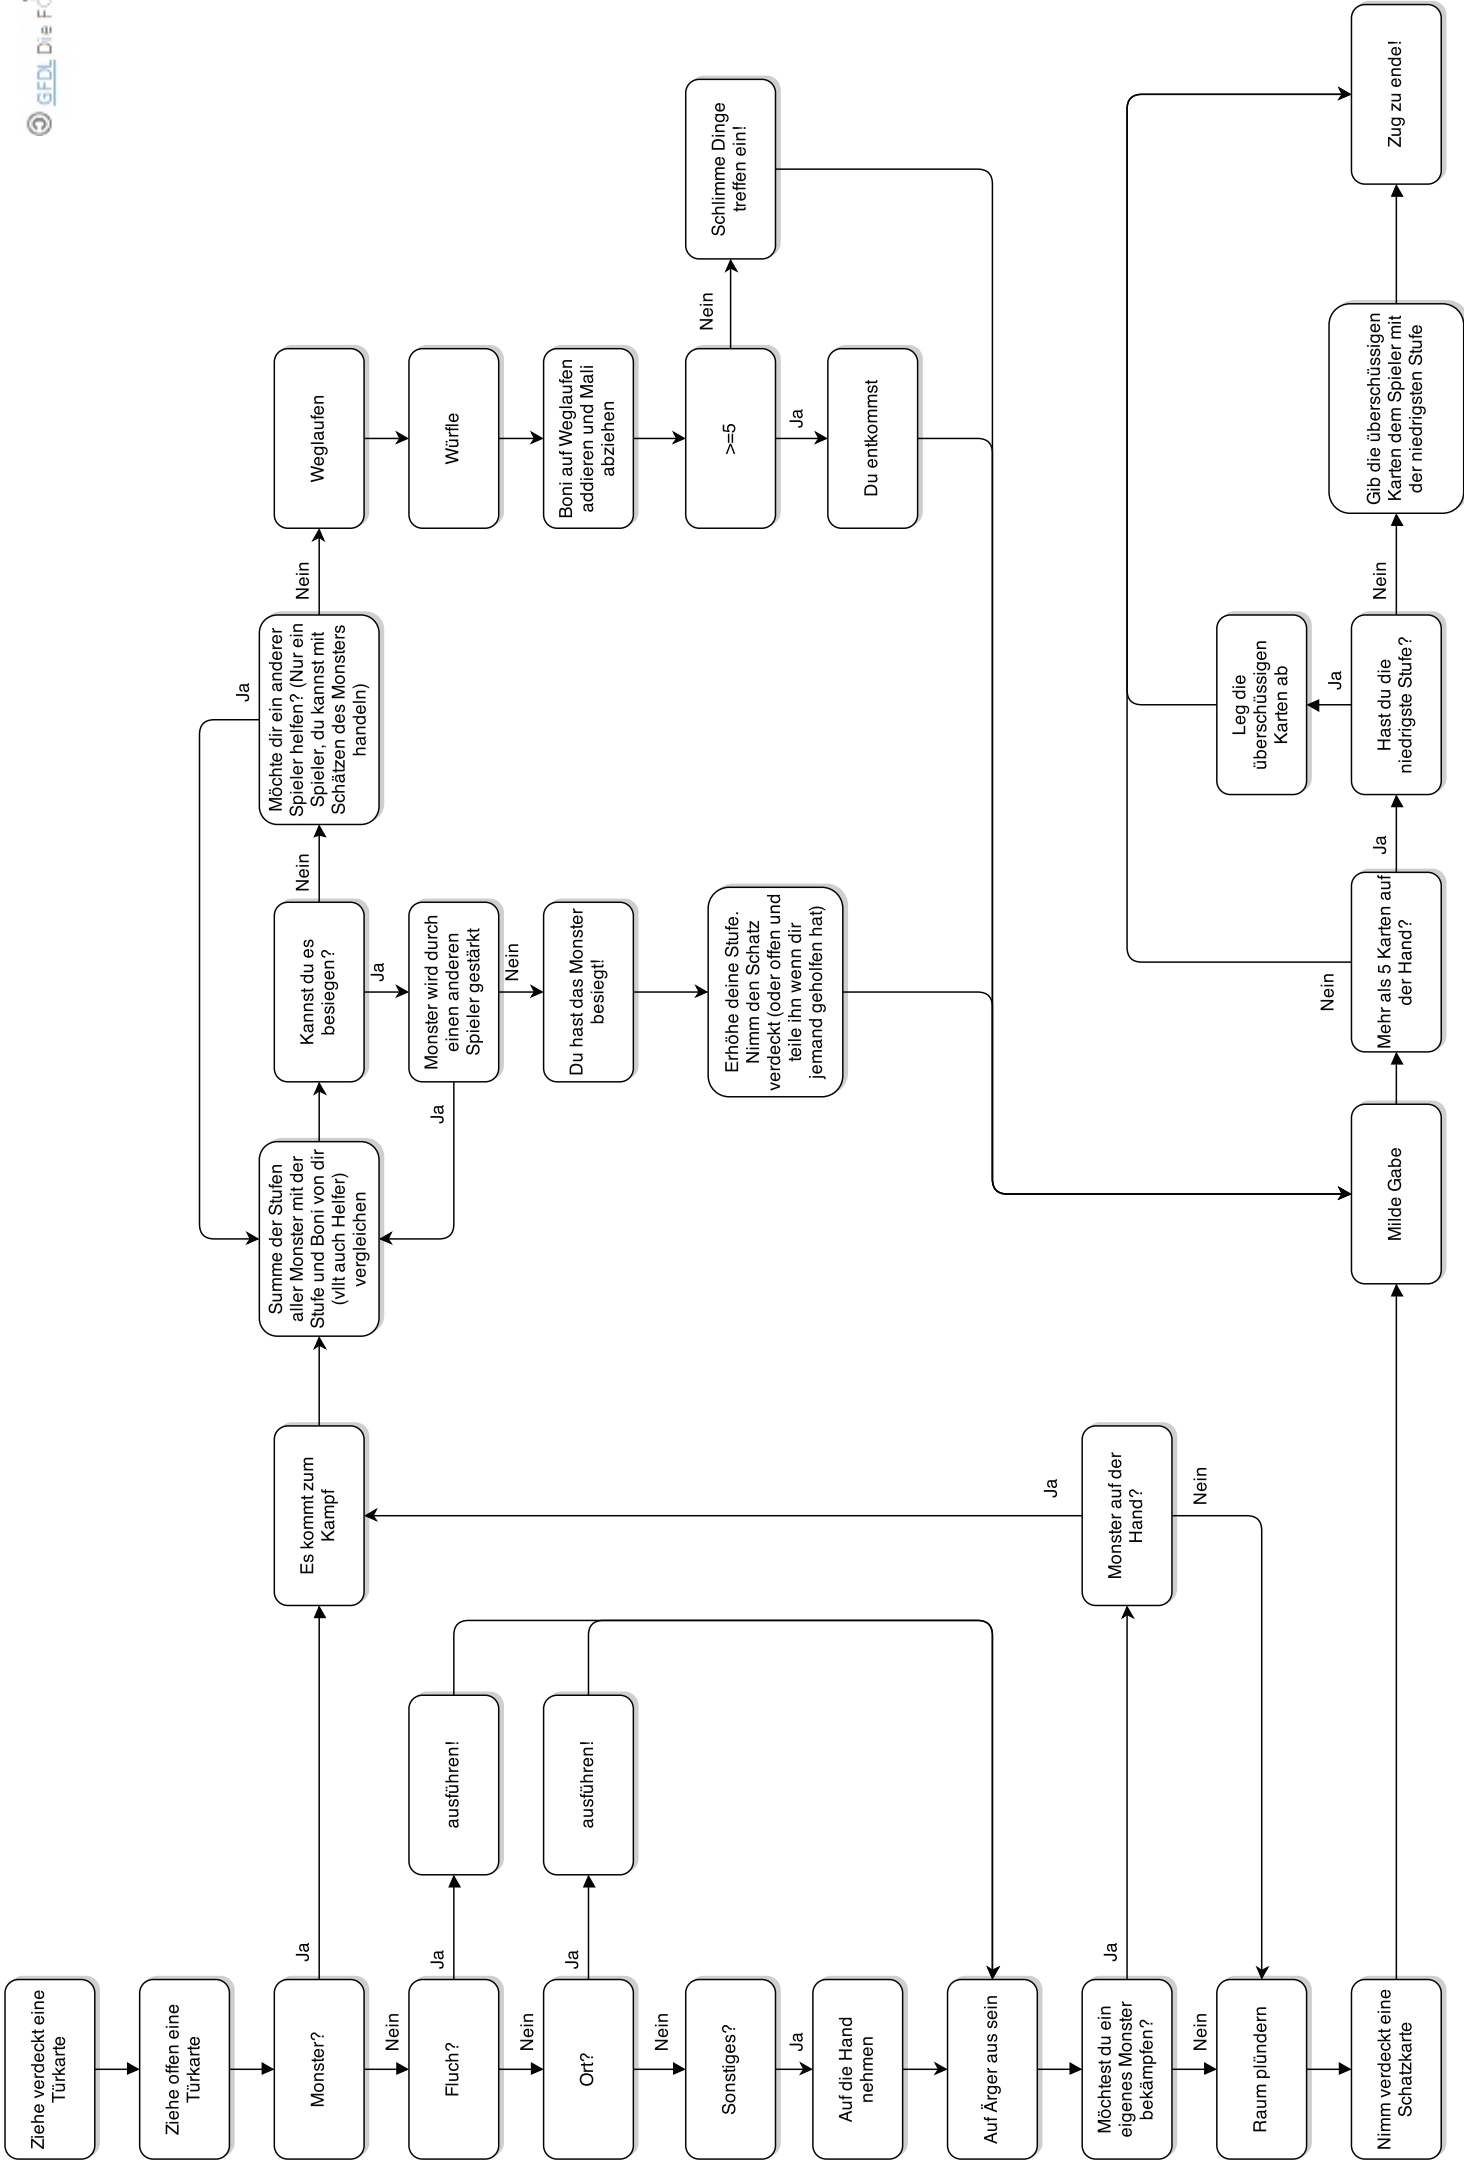 © GFDL Die FO
Ziehe verdeckt eine
Türkarte
Ziehe offen eine
Türkarte
Monster?
Ja
Nein
Fluch?
Ja
ausführen!
Nein
Ort?
Ja
ausführen!
Nein
Sonstiges?
Ja
Auf die Hand
nehmen
Auf Ärger aus sein
Möchtest du ein
eigenes Monster
bekämpfen?
Ja
Nein
Monster auf der
Hand?
Ja
Nein
Raum plündern
Nimm verdeckt eine
Schatzkarte
Es kommt zum
Kampf
Summe der Stufen
aller Monster mit der
Stufe und Boni von dir
(vllt auch Helfer)
vergleichen
Kannst du es
besiegen?
Nein
Ja
Monster wird durch
einen anderen
Spieler gestärkt
Ja
Nein
Du hast das Monster
besiegt!
Erhöhe deine Stufe.
Nimm den Schatz
verdeckt (oder offen und
teile ihn wenn dir
jemand geholfen hat)
Möchte dir ein anderer
Spieler helfen? (Nur ein
Spieler, du kannst mit
Schätzen des Monsters
handeln)
Ja
Nein
Weglaufen
Würfle
Boni auf Weglaufen
addieren und Mali
abziehen
>=5
Nein
Ja
Schlimme Dinge
treffen ein!
Du entkommst
Milde Gabe
Mehr als 5 Karten auf
der Hand?
Nein
Ja
Hast du die
niedrigste Stufe?
Ja
Nein
Leg die
überschüssigen
Karten ab
Gib die überschüssigen
Karten dem Spieler mit
der niedrigsten Stufe
Zug zu ende!